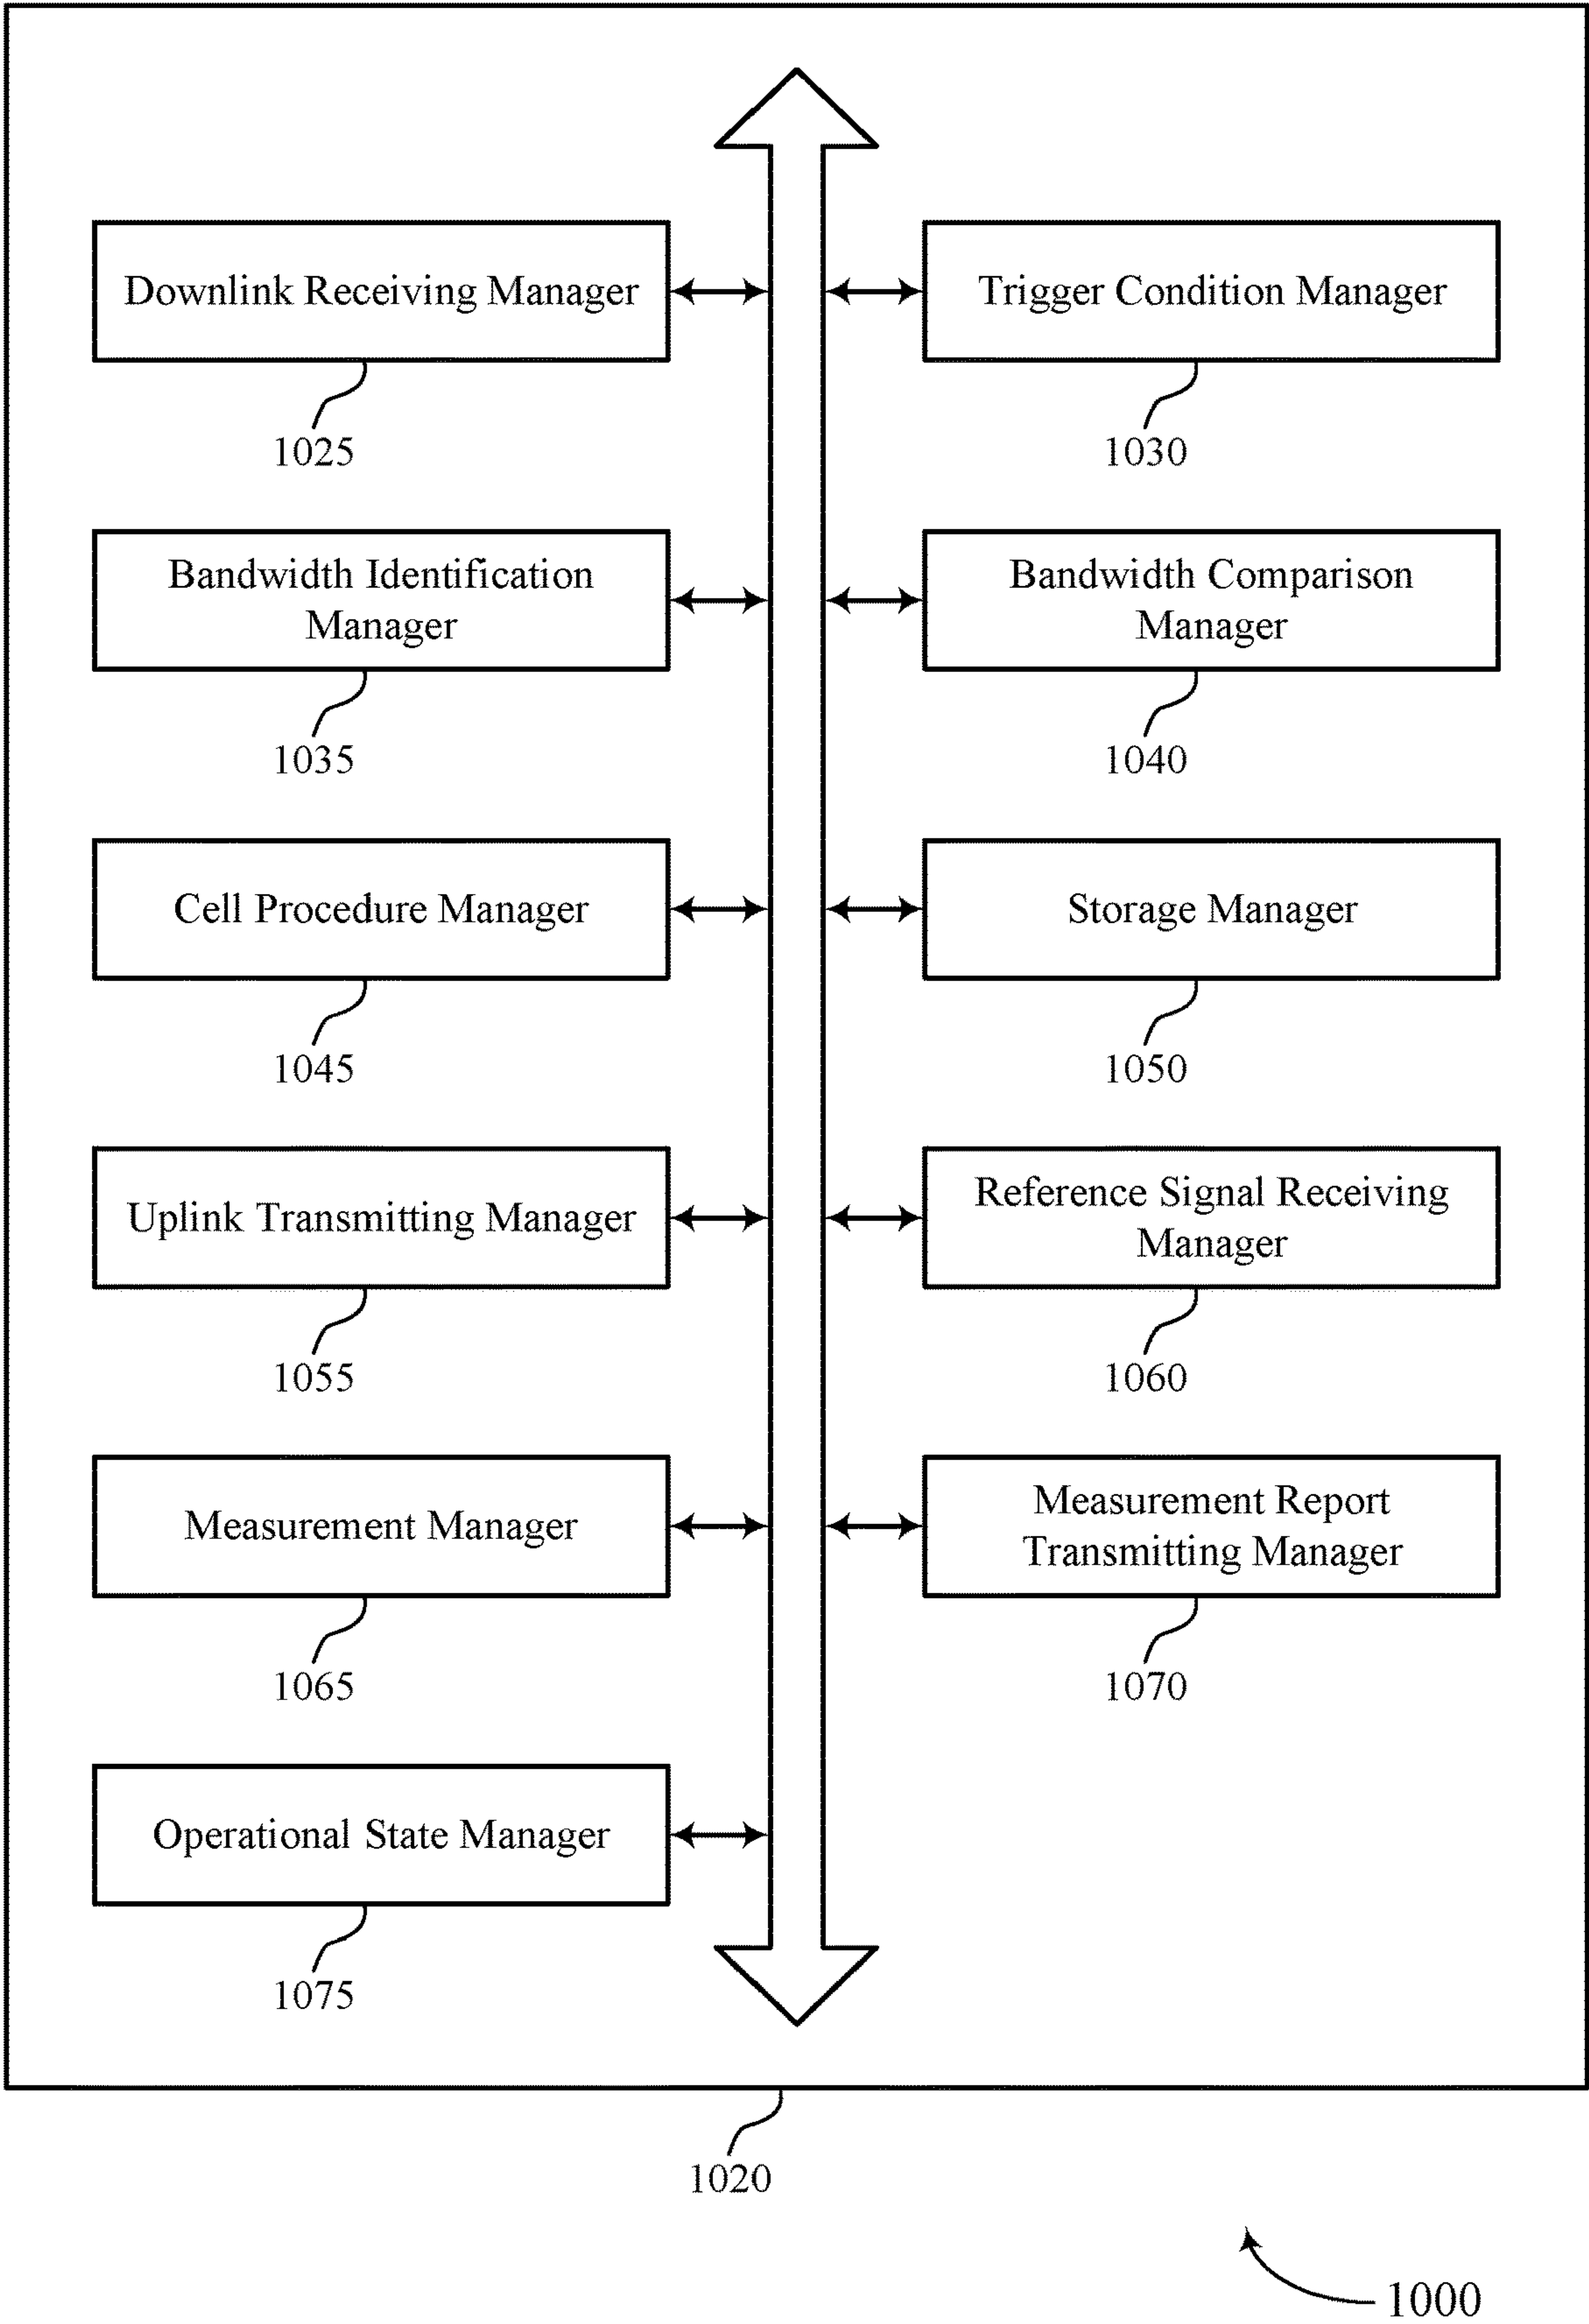 Downlink Receiving Manager
1025
Trigger Condition Manager
1030
Bandwidth Identification
Manager
1035
Bandwidth Comparison
Manager
1040
Cell Procedure Manager
1045
Storage Manager
1050
Uplink Transmitting Manager
1055
Reference Signal Receiving
Manager
1060
Measurement Manager
1065
Measurement Report
Transmitting Manager
1070
Operational State Manager
1075
1020
1000